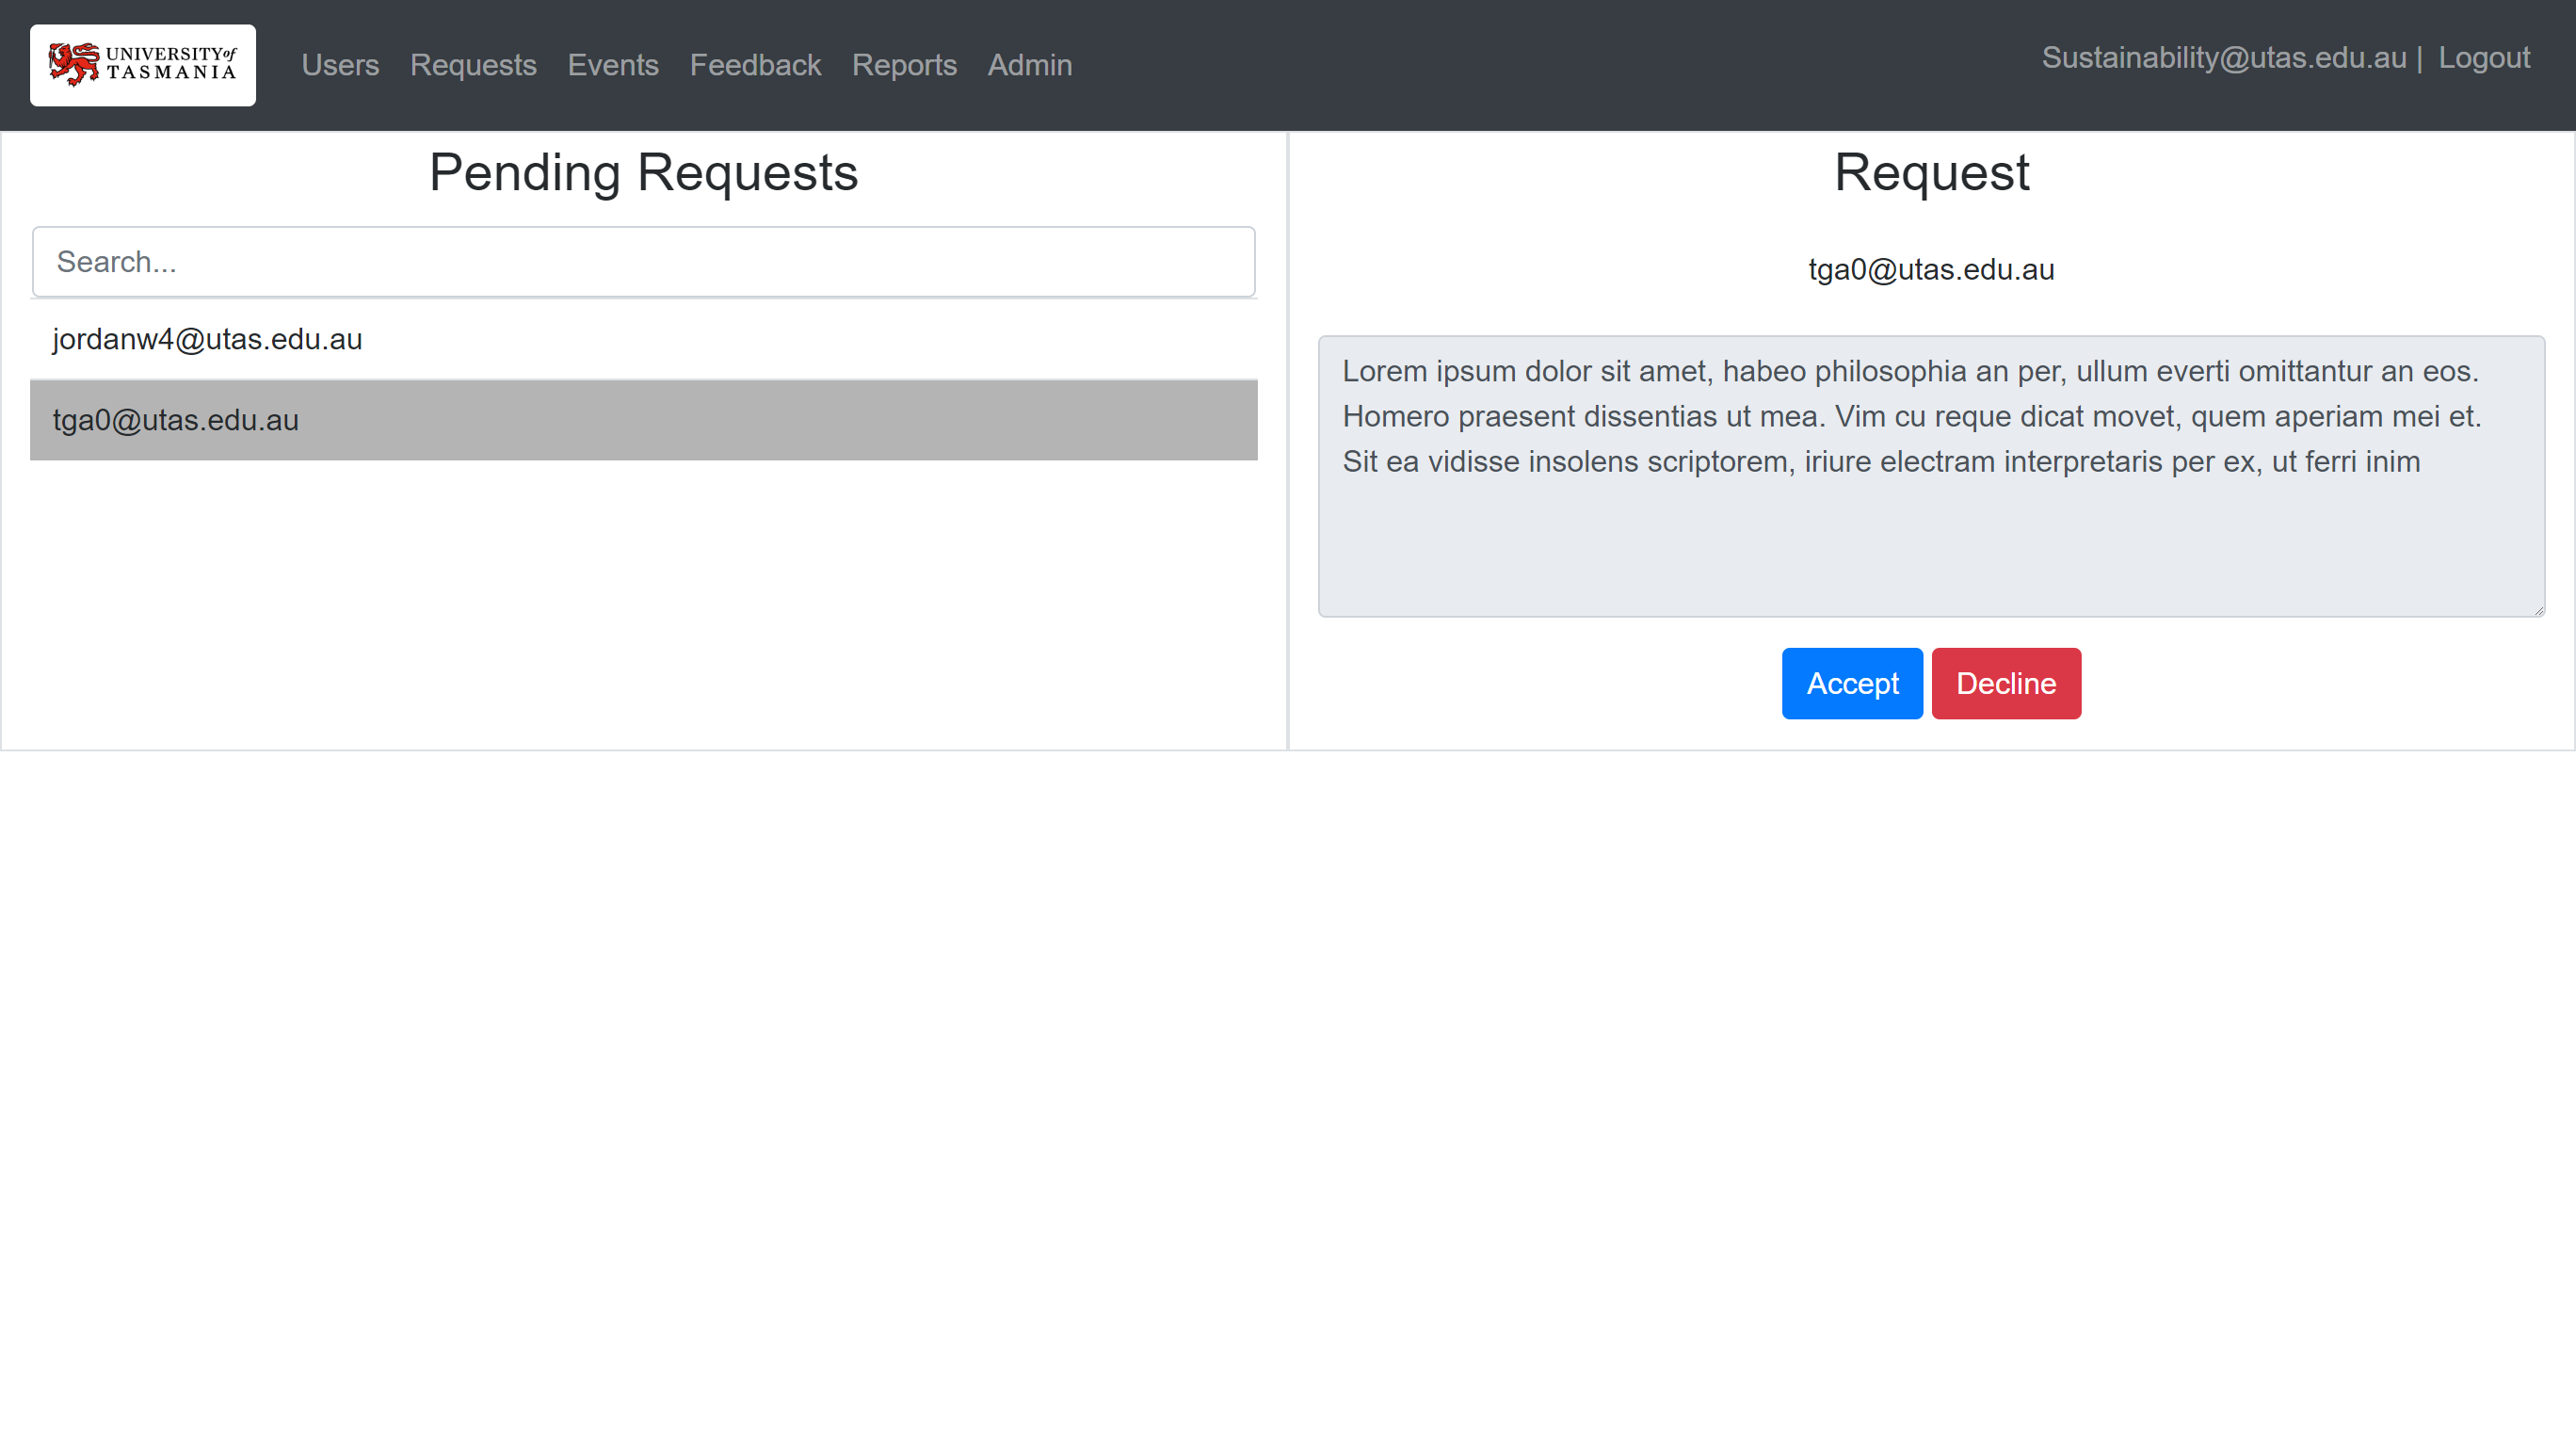 UNIVERSITY of
TASMANIA
Users Requests Events Feedback Reports Admin
Sustainability@utas.edu.au | Logout
Pending Requests
Search...
jordanw4@utas.edu.au
tga0@utas.edu.au
Request
tga0@utas.edu.au
Lorem ipsum dolor sit amet, habeo philosophia an per, ullum everti omittantur an eos.
Homero praesent dissentias ut mea. Vim cu reque dicat movet, quem aperiam mei et.
Sit ea vidisse insolens scriptorem, iriure electram interpretaris per ex, ut ferri inim
Accept Decline